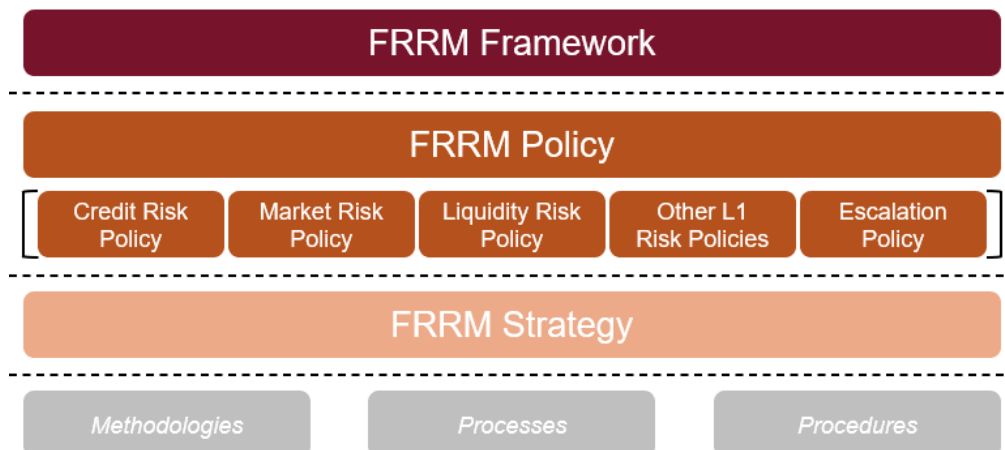 FRRM Framework
FRRM Policy
Credit Risk
Policy
Market Risk
Policy
Liquidity Risk
Policy
Other L1
Risk Policies
Escalation
Policy
FRRM Strategy
Methodologies
Processes
Procedures